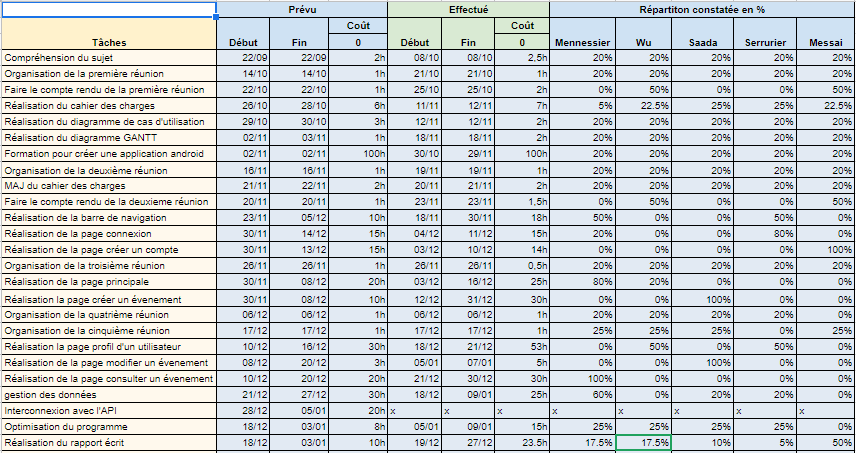 Prévu Effectué Répartiton constatée en %
Coût Coût
Tâches Début Fin 0 Début Fin 0 Mennessier Wu Saada Serrurier Messai
Compréhension du sujet 22/09 22/09 2h 08/10 08/10 2,5h 20% 20% 20% 20% 20%
Organisation de la première réunion 14/10 14/10 1h 21/10 21/10 1h 20% 20% 20% 20% 20%
Faire le compte rendu de la première réunion 22/10 22/10 1h 25/10 25/10 2h 0% 50% 0% 0% 50%
Réalisation du cahier des charges 26/10 28/10 6h 11/11 12/11 7h 5% 22.5% 25% 25% 22.5%
Réalisation du diagramme de cas d'utilisation 29/10 30/10 3h 12/11 12/11 2h 20% 20% 20% 20% 20%
Réalisation du diagramme GANTT 02/11 03/11 1h 18/11 18/11 2h 20% 20% 20% 20% 20%
Formation pour créer une application android 02/11 02/11 100h 30/10 29/11 100h 20% 20% 20% 20% 20%
Organisation de la deuxième réunion 16/11 16/11 1h 19/11 19/11 1h 20% 20% 20% 20% 20%
MAJ du cahier des charges 21/11 22/11 2h 20/11 21/11 2h 20% 20% 20% 20% 20%
Faire le compte rendu de la deuxieme réunion 20/11 20/11 1h 23/11 23/11 1,5h 0% 50% 0% 0% 50%
Réalisation de la barre de navigation 23/11 05/12 10h 18/11 30/11 18h 50% 0% 0% 50% 0%
Réalisation de la page connexion 30/11 14/12 15h 04/12 11/12 15h 20% 0% 0% 80% 0%
Réalisation de la page créer un compte 30/11 13/12 15h 03/12 10/12 14h 0% 0% 0% 0% 100%
Organisation de la troisième réunion 26/11 26/11 1h 26/11 26/11 0,5h 20% 20% 20% 20% 20%
Réalisation de la page principale 30/11 08/12 20h 03/12 16/12 25h 80% 20% 0% 0% 0%
Réalisation la page créer un évenement 30/11 08/12 10h 12/12 31/12 30h 0% 0% 100% 0% 0%
Organisation de la quatrième réunion 06/12 06/12 1h 06/12 06/12 1h 20% 20% 20% 20% 20%
Organisation de la cinquième réunion 17/12 17/12 1h 17/12 17/12 1h 25% 25% 25% 0% 25%
Réalisation la page profil d'un utilisateur 10/12 16/12 30h 18/12 21/12 53h 0% 50% 0% 50% 0%
Réalisation de la page modifier un évenement 08/12 20/12 3h 05/01 07/01 5h 0% 0% 100% 0% 0%
Réalisation de la page consulter un évenement 10/12 20/12 20h 21/12 30/12 30h 100% 0% 0% 0% 0%
gestion des données 21/12 27/12 30h 18/12 09/01 25h 60% 0% 20% 20% 0%
Interconnexion avec l'API 28/12 05/01 20h x x x x x x x x
Optimisation du programme 18/12 03/01 8h 05/01 09/01 15h 25% 25% 25% 25% 0%
Réalisation du rapport écrit 18/12 03/01 10h 19/12 27/12 23.5h 17.5% 17.5% 10% 5% 50%